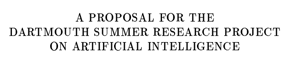 A PROPOSAL FOR THE
DARTMOUTH SUMMER RESEARCH PROJECT
ON ARTIFICIAL INTELLIGENCE